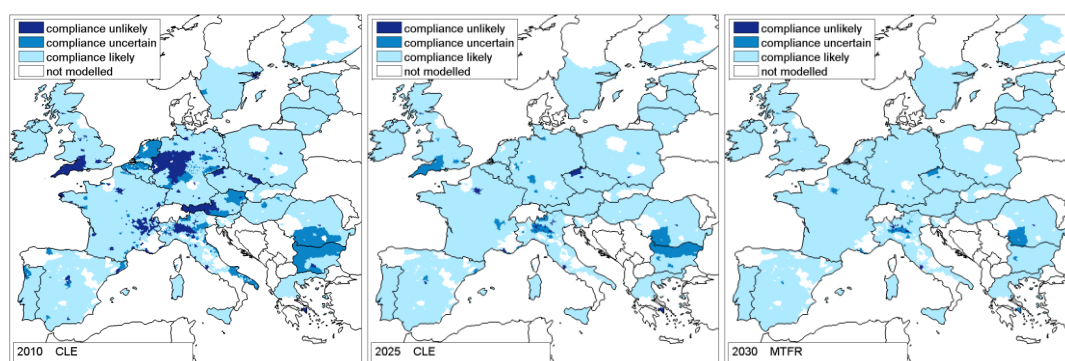 compliance unlikely
compliance uncertain
compliance likely
not modelled
2010 CLE
compliance unlikely
compliance uncertain
compliance likely
not modelled
2025 CLE
compliance unlikely
compliance uncertain
compliance likely
not modelled
2030 MTFR